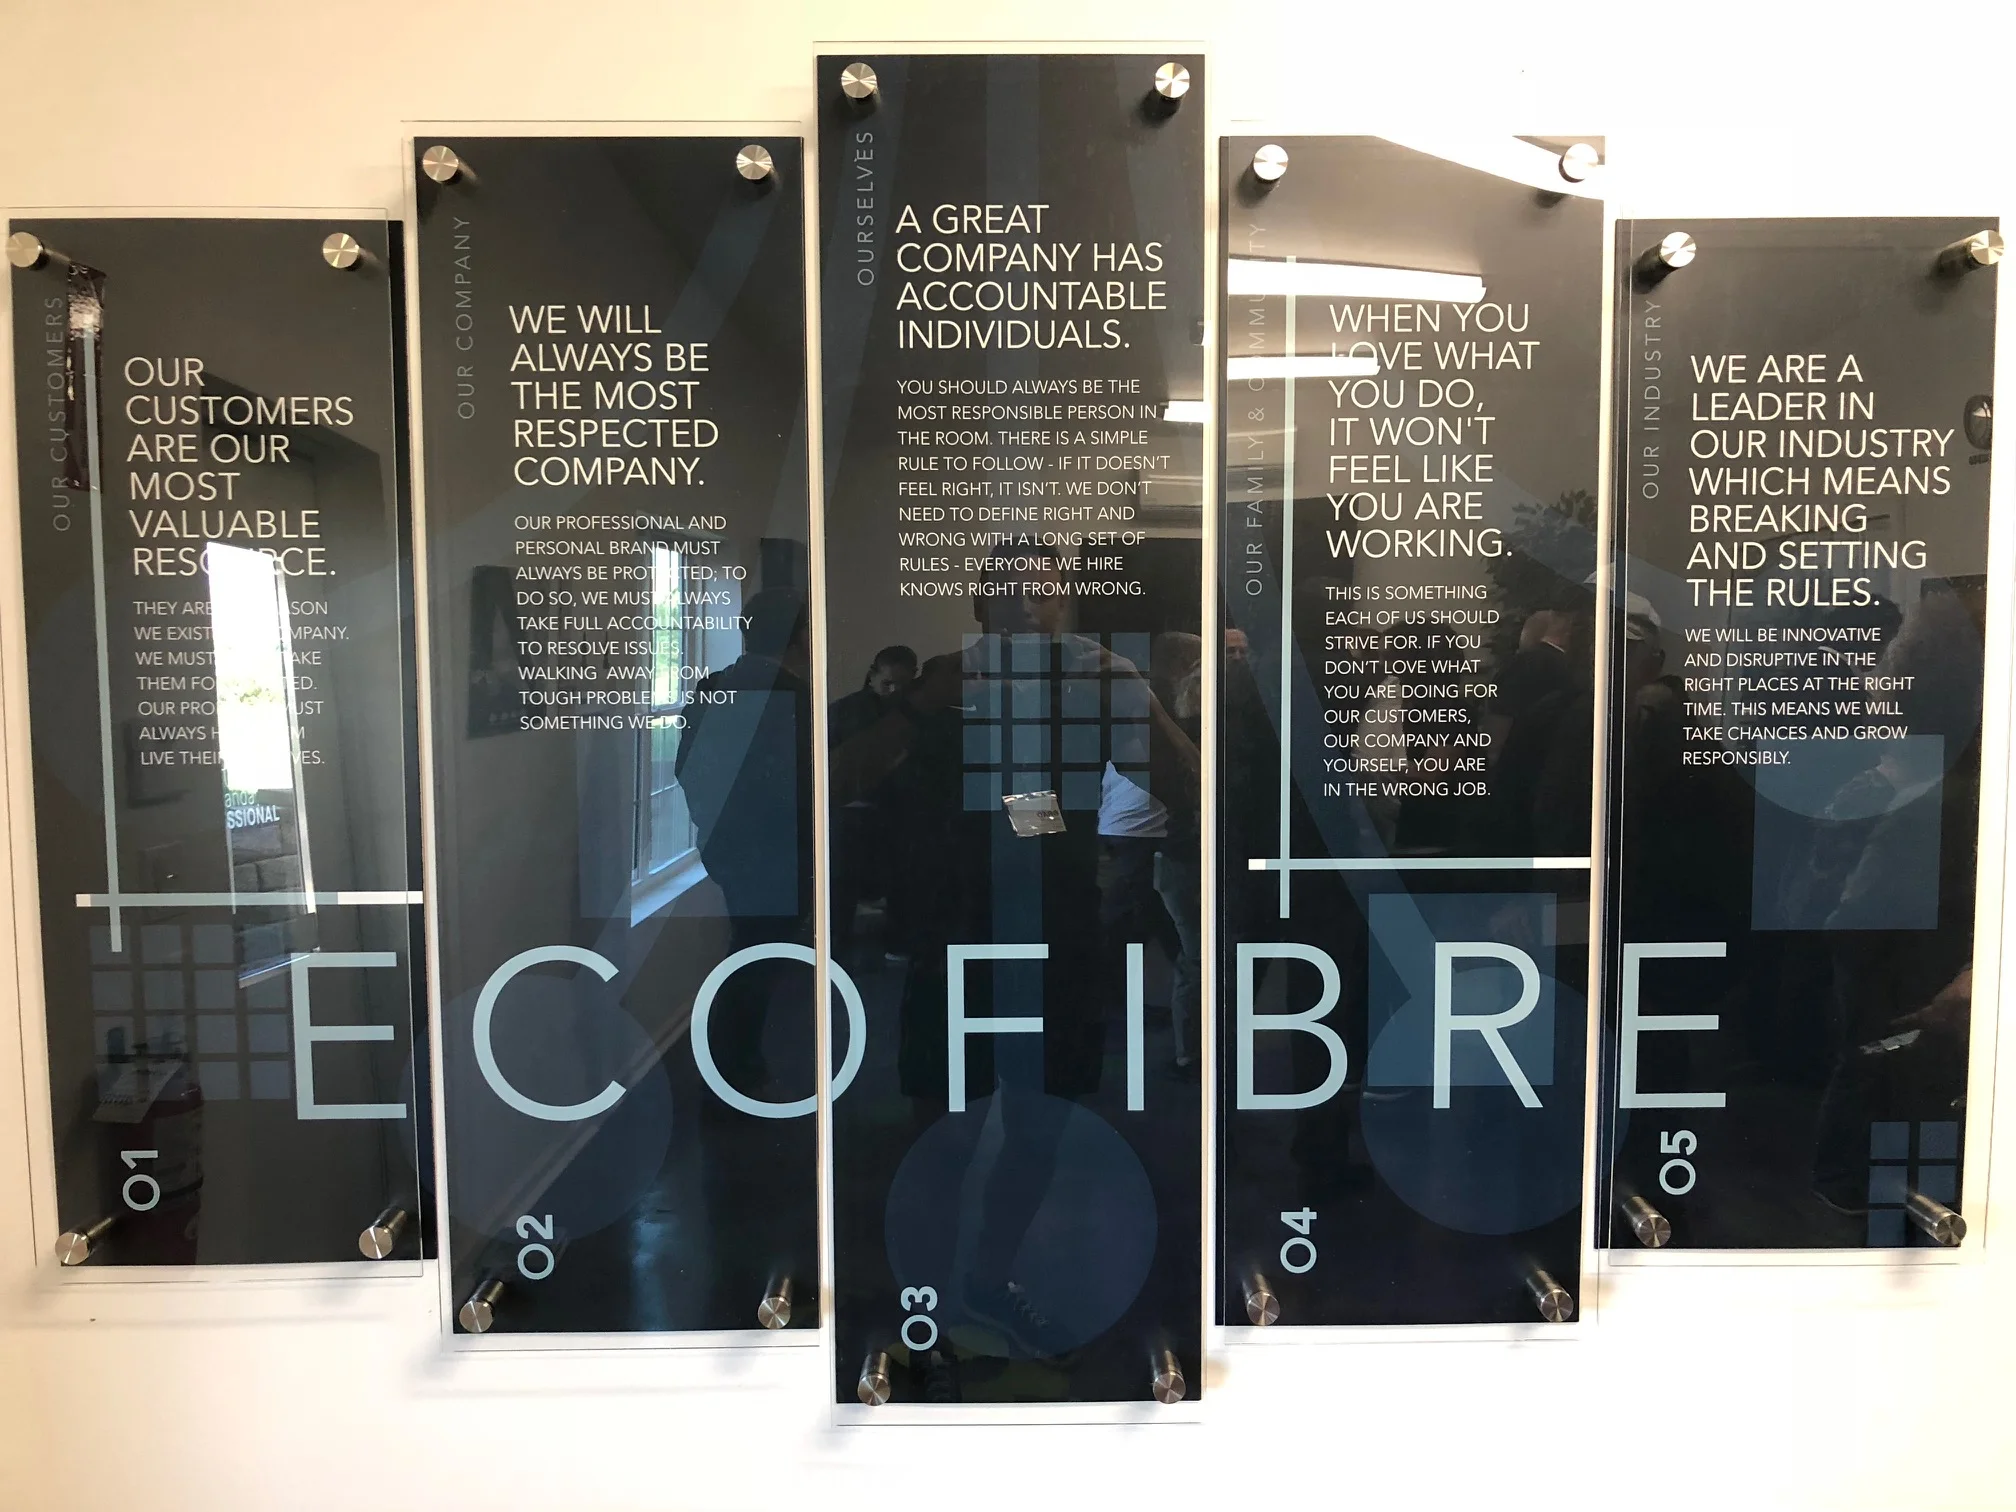 OUR CUSTOMERS
OUR
CUSTOMERS
ARE OUR
MOST
VALUABLE
THEY ARE
WE EXIST
WE MUST
THEM
OUR
ALWAYS
LIVE
01
OUR COMPANY
WE WILL
ALWAYS BE
THE MOST
RESPECTED
COMPANY.
OUR PROFESSIONAL AND
PERSONAL BRAND MUST
ALWAYS BE PROTECTED; TO
DO SO, WE MUST ALWAYS
TAKE FULL ACCOUNTABILITY
TO RESOLVE ISSUES.
WALKING AWAY FROM
TOUGH PROBLEMS IS NOT
SOMETHING WE DO.
02
OURSELVES
A GREAT
COMPANY HAS
ACCOUNTABLE
INDIVIDUALS.
YOU SHOULD ALWAYS BE THE
MOST RESPONSIBLE PERSON IN
THE ROOM. THERE IS A SIMPLE
RULE TO FOLLOW - IF IT DOESN'T
FEEL RIGHT, IT ISN'T. WE DON'T
NEED TO DEFINE RIGHT AND
WRONG WITH A LONG SET OF
RULES - EVERYONE WE HIRE
KNOWS RIGHT FROM WRONG.
03
OUR FAMILY & COMMUNITY
WHEN YOU
LOVE WHAT
YOU DO,
IT WON'T
FEEL LIKE
YOU ARE
WORKING.
THIS IS SOMETHING
EACH OF US SHOULD
STRIVE FOR. IF YOU
DON'T LOVE WHAT
YOU ARE DOING FOR
OUR CUSTOMERS,
OUR COMPANY AND
YOURSELF, YOU ARE
IN THE WRONG JOB.
04
OUR INDUSTRY
WE ARE A
LEADER IN
OUR INDUSTRY
WHICH MEANS
BREAKING
AND SETTING
THE RULES.
WE WILL BE INNOVATIVE
AND DISRUPTIVE IN THE
RIGHT PLACES AT THE RIGHT
TIME. THIS MEANS WE WILL
TAKE CHANCES AND GROW
RESPONSIBLY.
05
ECOFIBRE